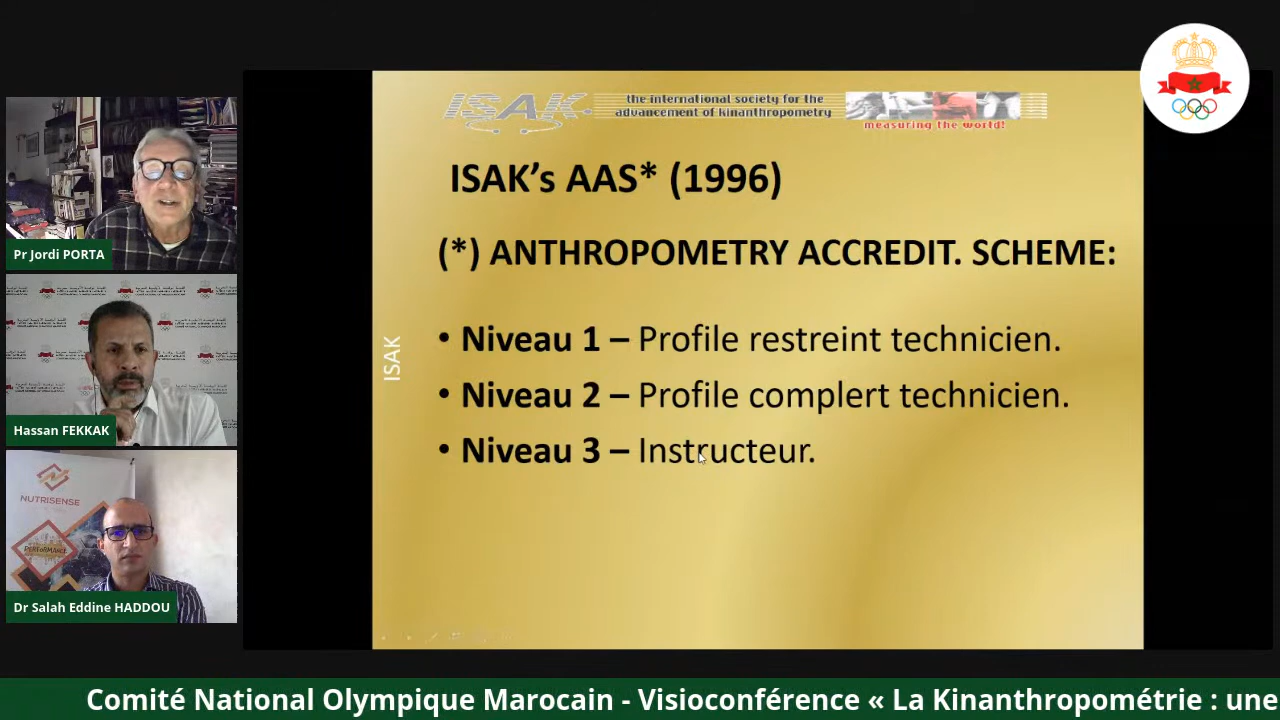 ISAK
the international society for the
advancement of kinanthropometry
measuring the world!
ISAK’s AAS* (1996)
(*) ANTHROPOMETRY ACCREDIT. SCHEME:
• Niveau 1 – Profile restreint technicien.
• Niveau 2 – Profile complert technicien.
• Niveau 3 – Instructeur.
ISAK
Pr Jordi PORTA
Hassan FEKKAK
NUTRISENSE
PERFORMANCE
Dr Salah Eddine HADDOU
Comité National Olympique Marocain - Visioconférence « La Kinanthropométrie : une